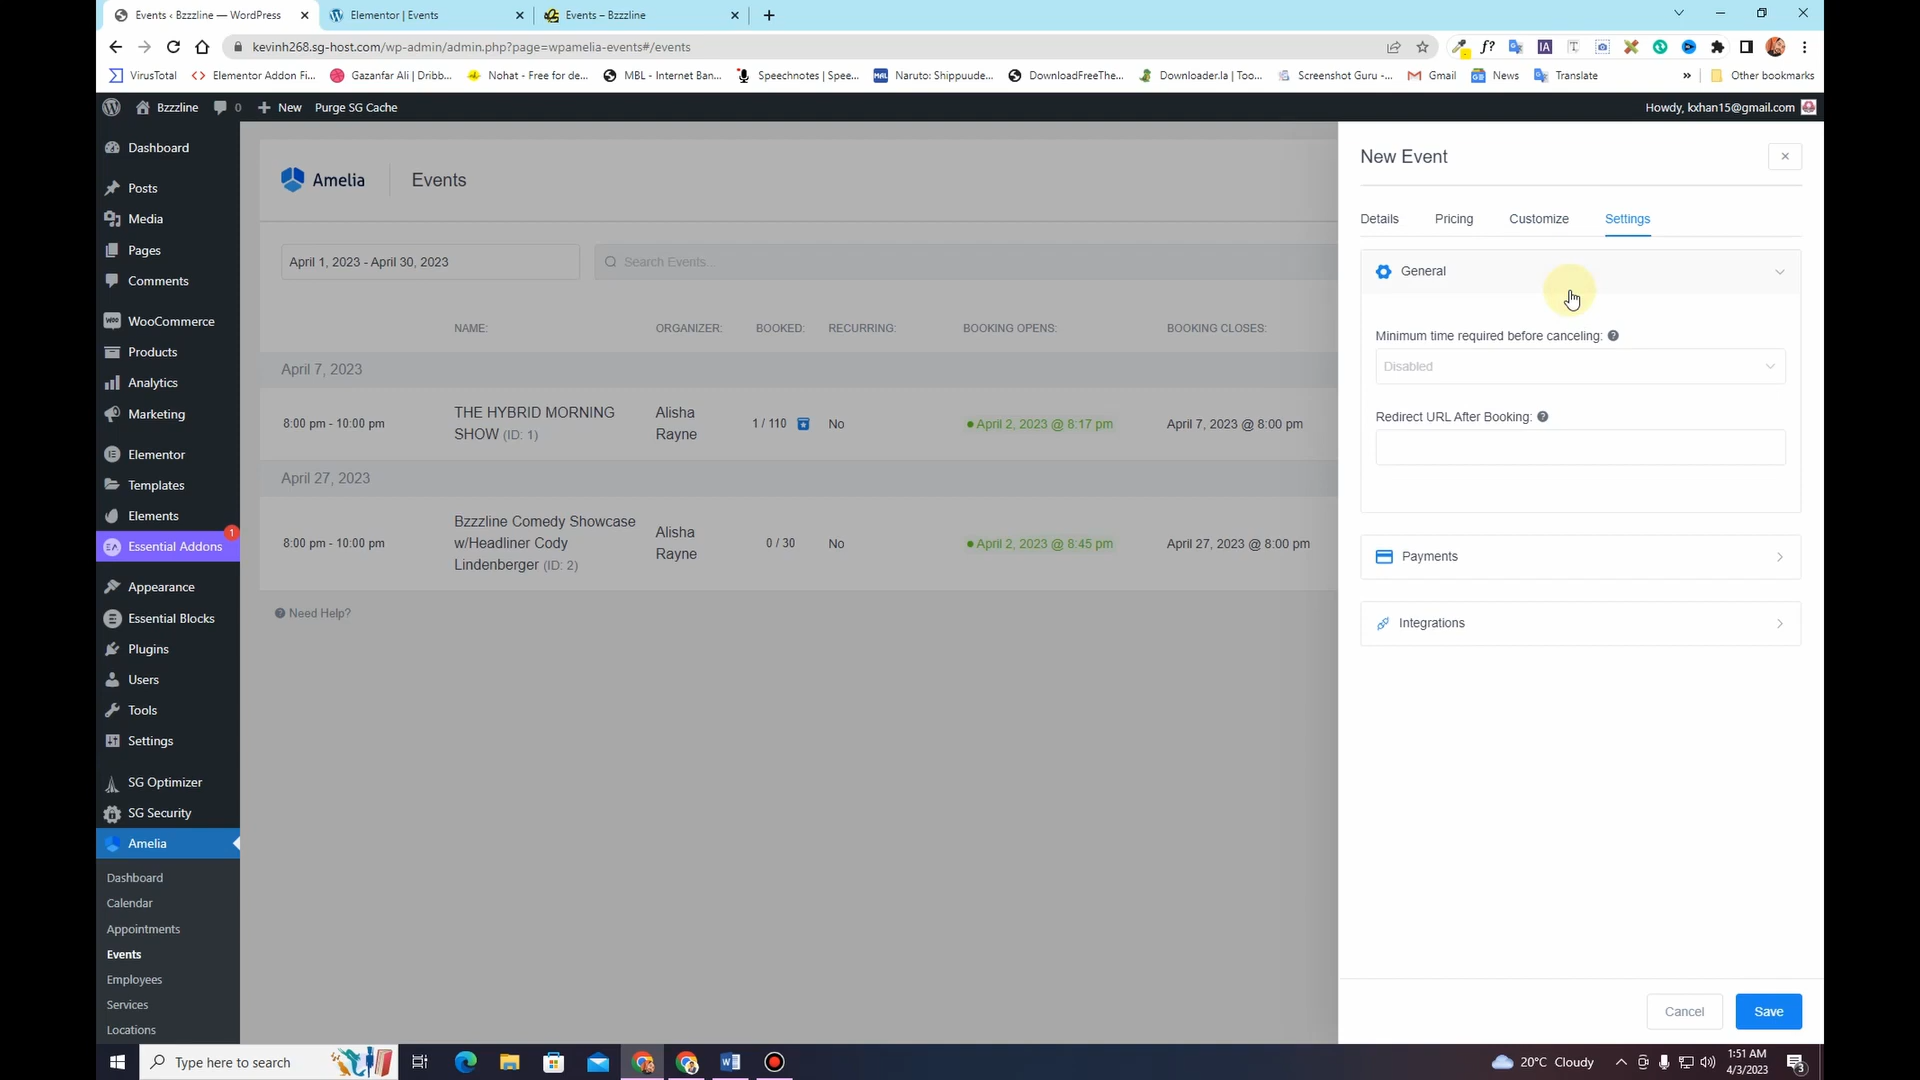 Events ‹ Bzzzline — WordPress
Elementor | Events
Events – Bzzzline
kevinh268.sg-host.com/wp-admin/admin.php?page=wpamelia-events#/events
VirusTotal
Elementor Addon Fi...
Gazanfar Ali | Dribb...
Nohat - Free for de...
MBL - Internet Ban...
Speechnotes | Spee...
Naruto: Shippuude...
DownloadFreeThe...
Downloader.la | Too...
Screenshot Guru -...
Gmail
News
Translate
»
Other bookmarks
Bzzzline
0
New
Purge SG Cache
Howdy, kxhan15@gmail.com
Dashboard
Posts
Media
Pages
Comments
WooCommerce
Products
Analytics
Marketing
Elementor
Templates
Elements
Essential Addons
1
Appearance
Essential Blocks
Plugins
Users
Tools
Settings
SG Optimizer
SG Security
Amelia
Dashboard
Calendar
Appointments
Events
Employees
Services
Locations
Amelia
Events
April 1, 2023 - April 30, 2023
Search Events...
NAME: ORGANIZER: BOOKED: RECURRING: BOOKING OPENS: BOOKING CLOSES:
April 7, 2023
8:00 pm - 10:00 pm
THE HYBRID MORNING
SHOW (ID: 1)
Alisha
Rayne
1 / 110
No
April 2, 2023 @ 8:17 pm
April 7, 2023 @ 8:00 pm
April 27, 2023
8:00 pm - 10:00 pm
Bzzzline Comedy Showcase
w/Headliner Cody
Lindenberger (ID: 2)
Alisha
Rayne
0 / 30
No
April 2, 2023 @ 8:45 pm
April 27, 2023 @ 8:00 pm
Need Help?
New Event
Details Pricing Customize Settings
General
Minimum time required before canceling:
Disabled
Redirect URL After Booking:
Payments
Integrations
Cancel
Save
Type here to search
20°C Cloudy
1:51 AM
4/3/2023
3